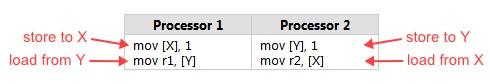 Processor 1 Processor 2
store to X mov [X], 1 mov [Y], 1 store to Y
load from Y mov r1, [Y] mov r2, [X] load from X